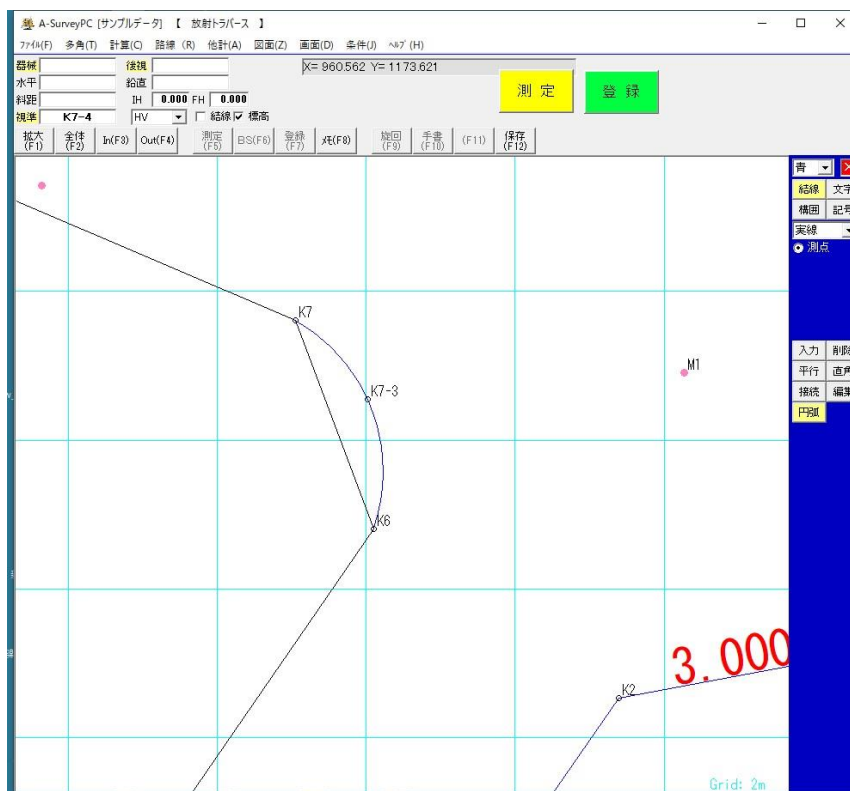 A-SurveyPC [サンプルデータ] 【 放射トラバース 】
ファイル(F) 多角(T) 計算(C) 路線 (R) 他計(A) 図面(Z) 画面(D) 条件(J) ヘルプ(H)
器械 後視 X= 960.562 Y= 1173.621
水平 鉛直
斜距 IH 0.000 FH 0.000
視準 K7-4 HV 結線 標高
測 定
登 録
拡大(F1) 全体(F2) In(F3) Out(F4) 測定(F5) BS(F6) 登録(F7) メモ(F8) 旋回(F9) 手書(F10) (F11) 保存(F12)
青
結線 文字
構囲 記号
実線
測点
入力 削除
平行 直角
接続 編集
円弧
K7
M1
K7-3
K6
3.000
K2
Grid: 2m